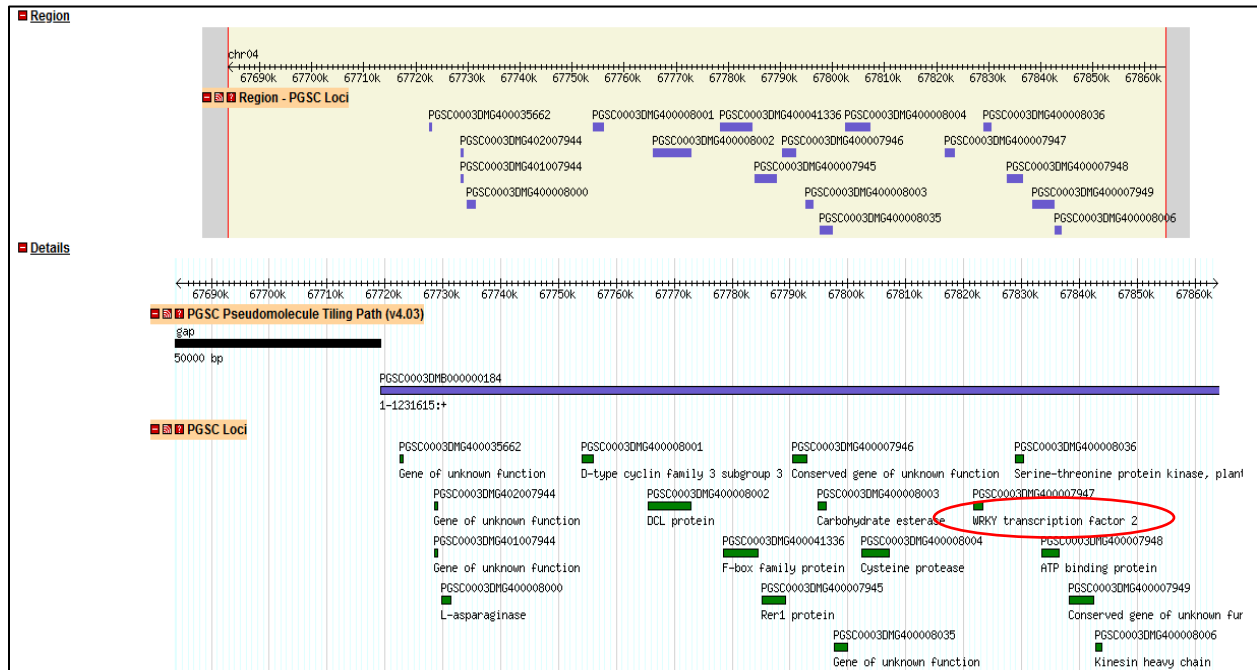 Region
chr04
67690k 67700k 67710k 67720k 67730k 67740k 67750k 67760k 67770k 67780k 67790k 67800k 67810k 67820k 67830k 67840k 67850k 67860k
Region - PGSC Loci
PGSC0003DMG400035662 PGSC0003DMG400008001 PGSC0003DMG400041336 PGSC0003DMG400008004 PGSC0003DMG400008036
PGSC0003DMG402007944 PGSC0003DMG400008002 PGSC0003DMG400007946 PGSC0003DMG400007947
PGSC0003DMG401007944 PGSC0003DMG400007945 PGSC0003DMG400007948
PGSC0003DMG400008000 PGSC0003DMG400008003 PGSC0003DMG400007949
PGSC0003DMG400008035 PGSC0003DMG400008006
Details
67690k 67700k 67710k 67720k 67730k 67740k 67750k 67760k 67770k 67780k 67790k 67800k 67810k 67820k 67830k 67840k 67850k 67860k
PGSC Pseudomolecule Tiling Path (v4.03)
gap
50000 bp
PGSC0003DMB000000184
1-1231615:+
PGSC Loci
PGSC0003DMG400035662 PGSC0003DMG400008001 PGSC0003DMG400007946 PGSC0003DMG400008036
Gene of unknown function D-type cyclin family 3 subgroup 3 Conserved gene of unknown function Serine-threonine protein kinase, plant
PGSC0003DMG402007944 PGSC0003DMG400008002 PGSC0003DMG400008003 PGSC0003DMG400007947
Gene of unknown function DCL protein Carbohydrate esterase WRKY transcription factor 2
PGSC0003DMG401007944 PGSC0003DMG400041336 PGSC0003DMG400008004 PGSC0003DMG400007948
Gene of unknown function F-box family protein Cysteine protease ATP binding protein
PGSC0003DMG400008000 PGSC0003DMG400007945 PGSC0003DMG400007949
L-asparaginase Rer1 protein Conserved gene of unknown fur
PGSC0003DMG400008035 PGSC0003DMG400008006
Gene of unknown function Kinesin heavy chain